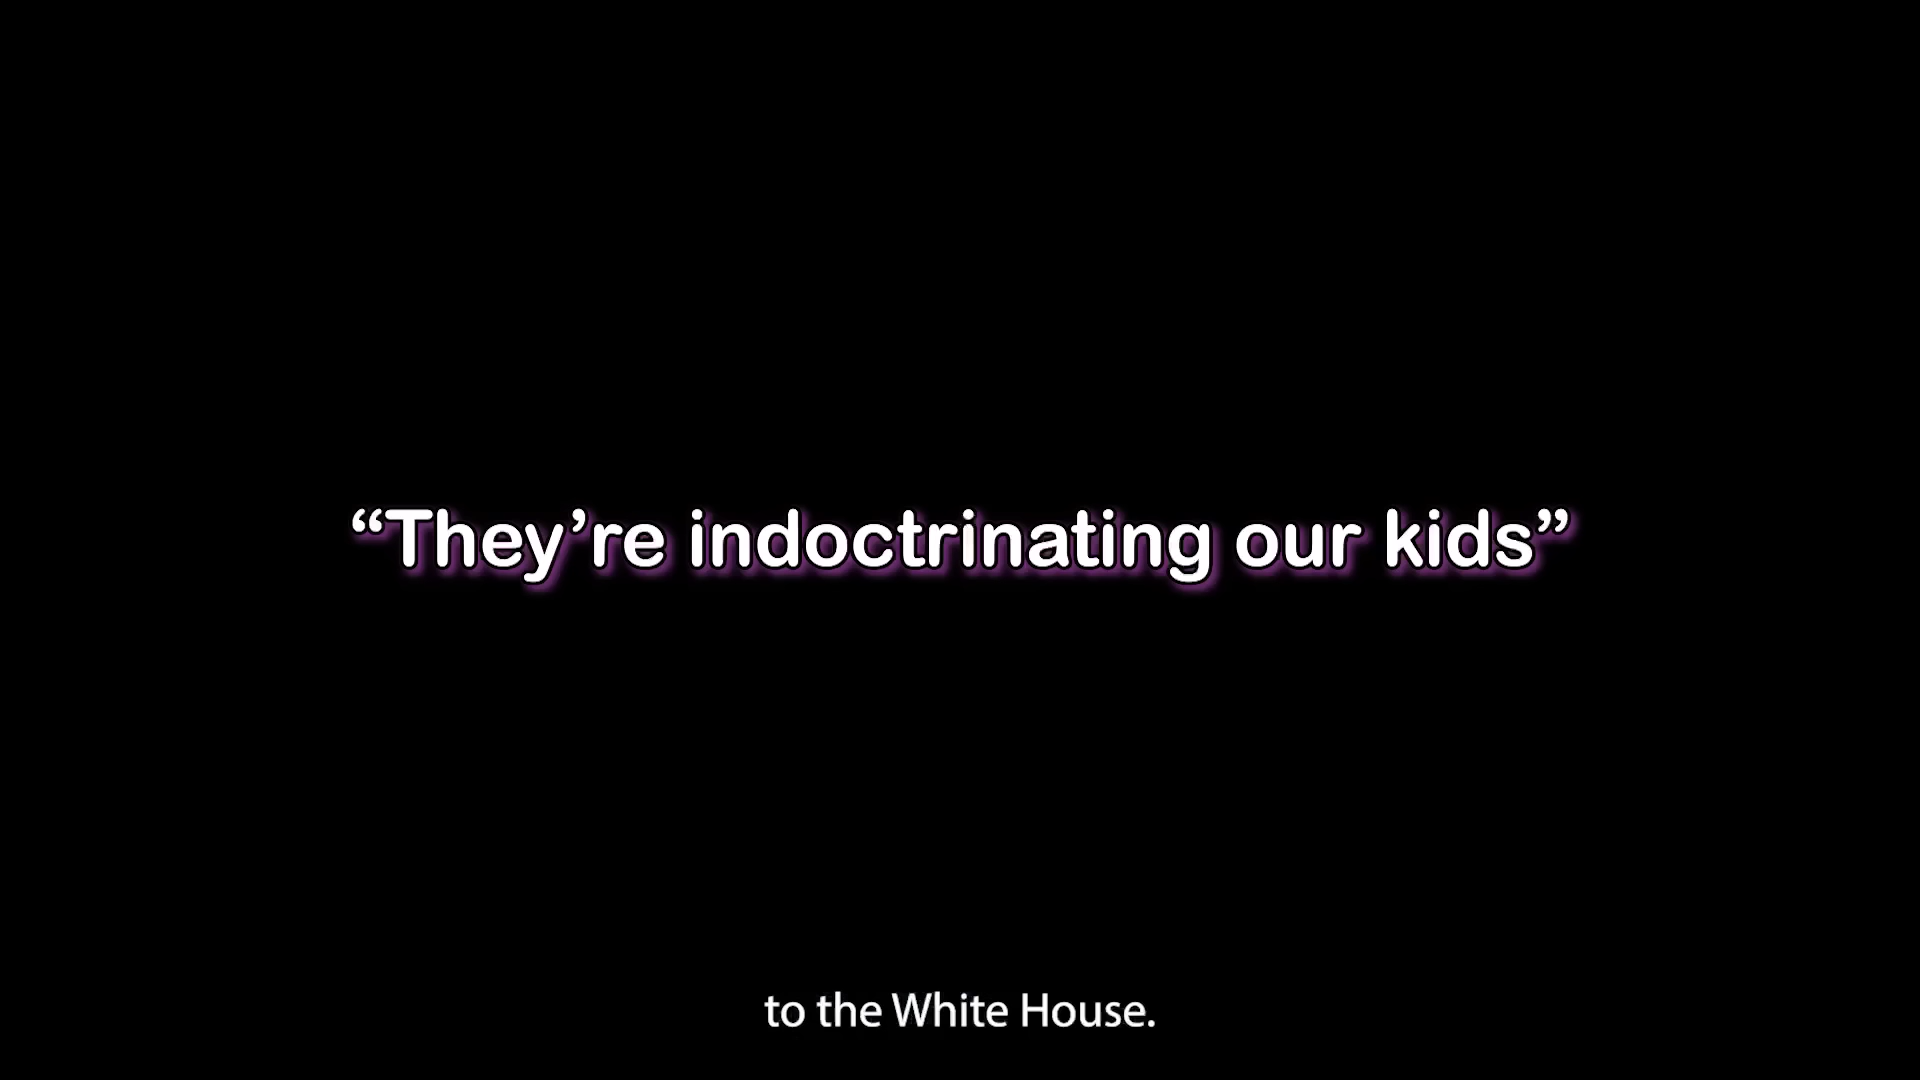 “They’re indoctrinating our kids”
to the White House.